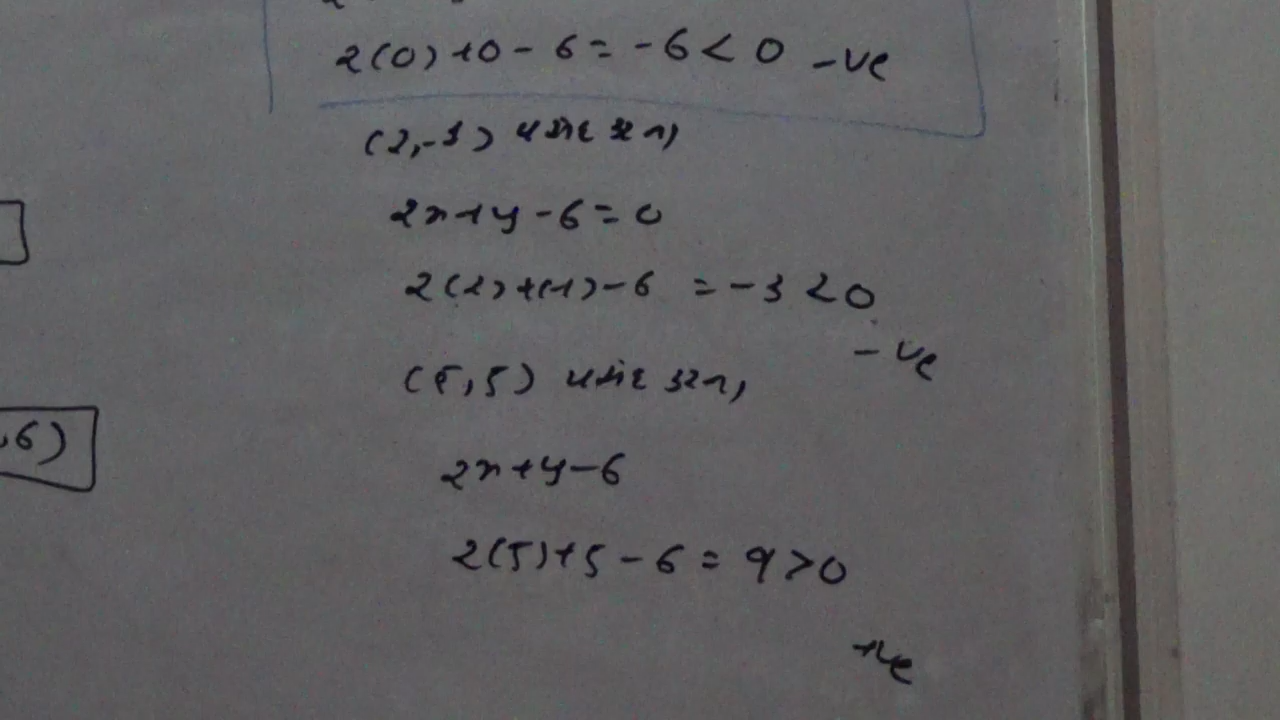 2(0)+0-6=-6<0 -ve
(2,-1)
2x+y-6=0
2(2)+(-1)-6 =-3<0
-ve
,6)
(5,5)
2x+y-6
2(5)+5-6=9>0
+ve